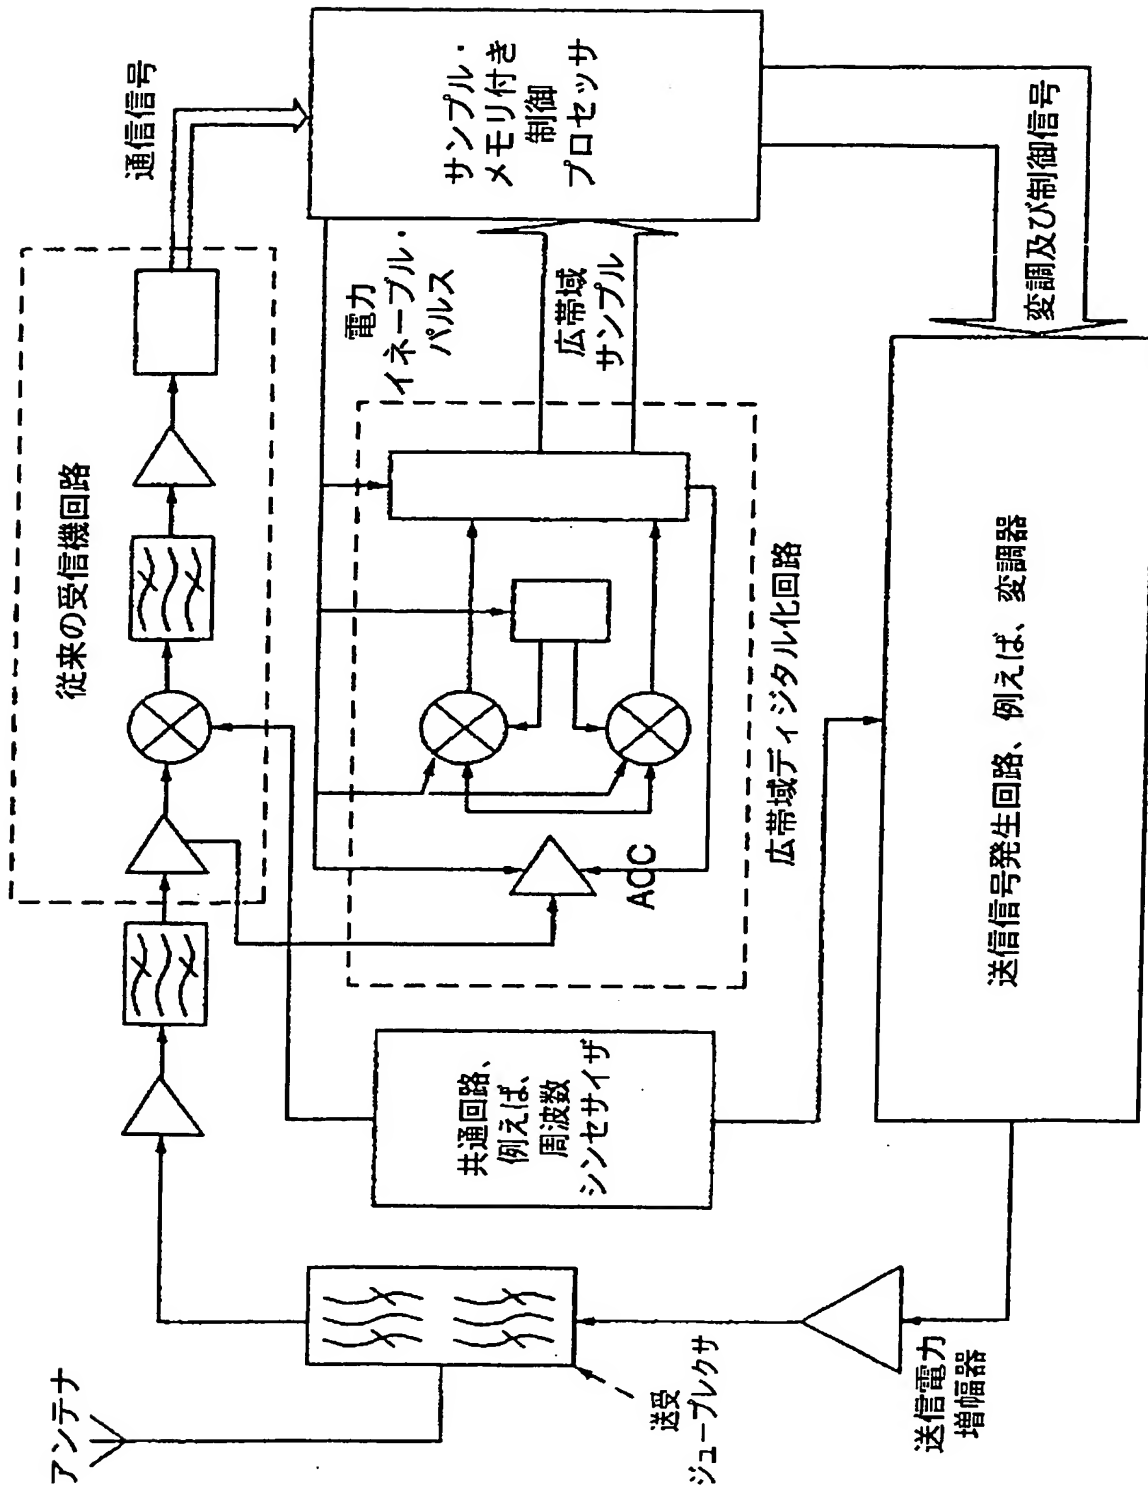 アンテナ
従来の受信機回路
通信信号
サンプル・
メモリ付き
制御
プロセッサ
電力
イネーブル・
パルス
広帯域
サンプル
ACC
広帯域ディジタル化回路
共通回路、
例えば、
周波数
シンセサイザ
変調及び制御信号
送受
ジュープレクサ
送信電力
増幅器
送信信号発生回路、例えば、変調器